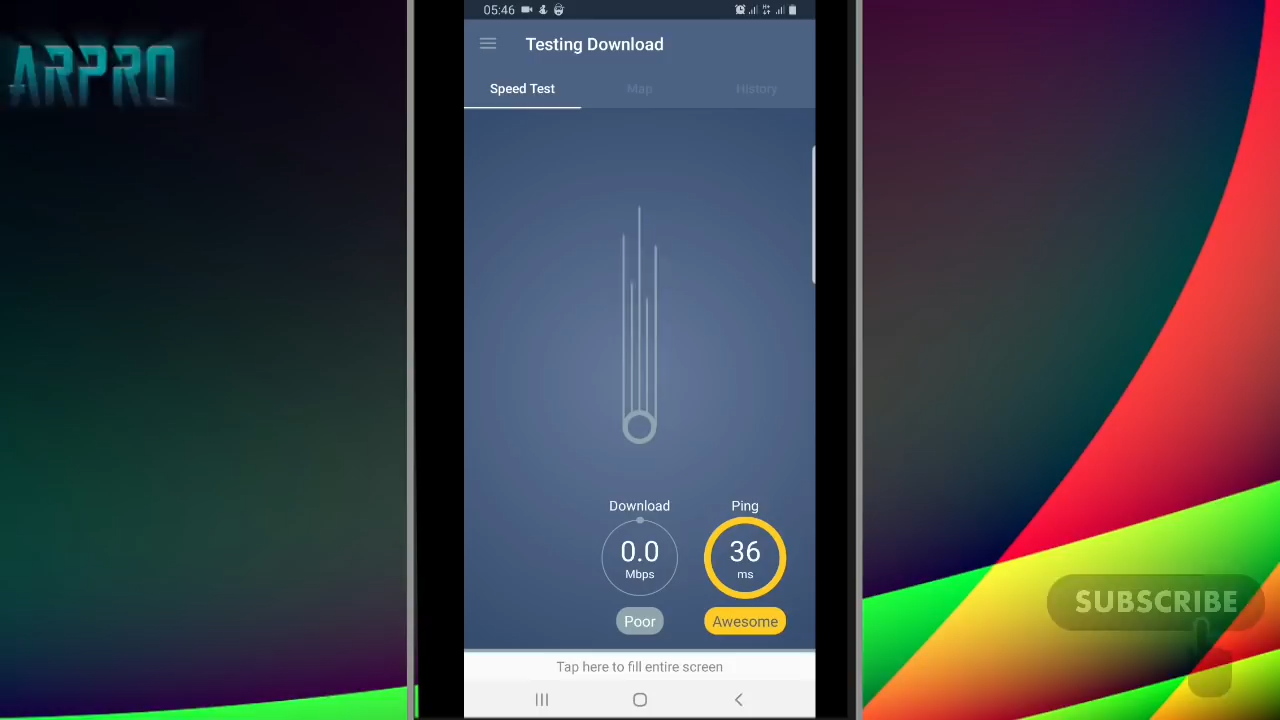 ARPRO
05:46
Testing Download
Speed Test
Map
History
Download
Ping
0.0
36
Mbps
ms
Poor
Awesome
Tap here to fill entire screen
SUBSCRIBE